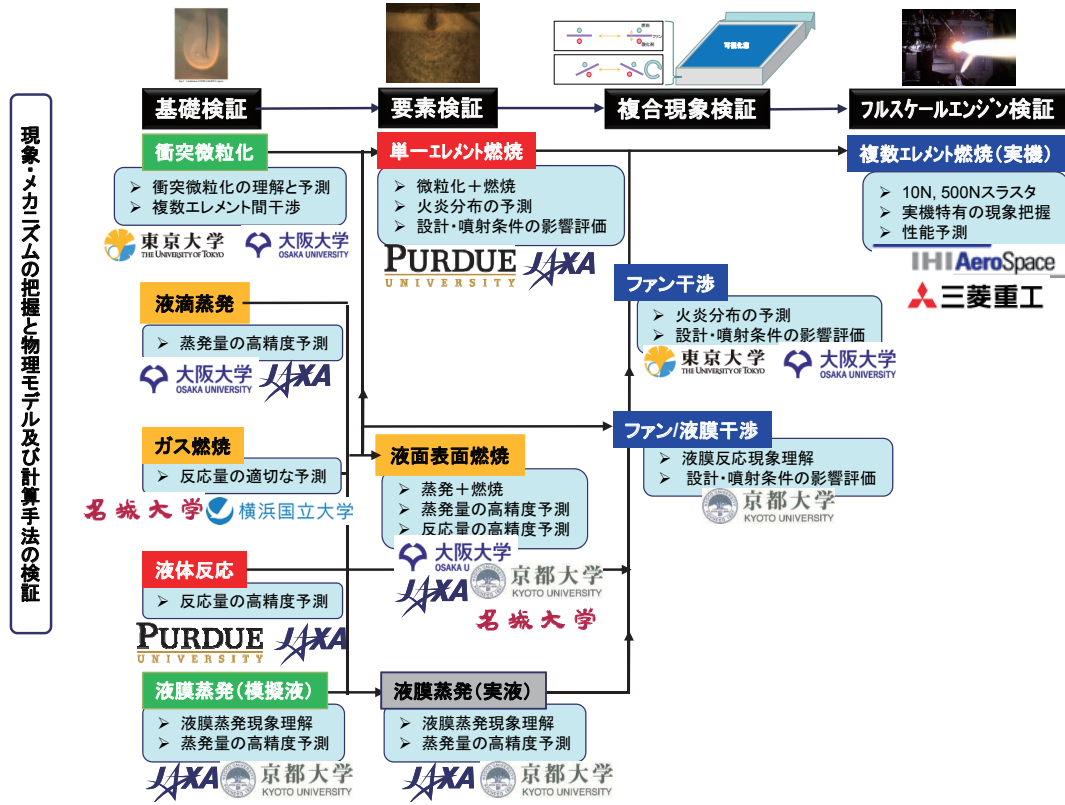 燃料
ファン
酸化剤
可視化窓
現象・メカニズムの把握と物理モデル及び計算手法の検証
基礎検証
要素検証
複合現象検証
フルスケールエンジン検証
衝突微粒化
➢ 衝突微粒化の理解と予測
➢ 複数エレメント間干渉
東京大学
THE UNIVERSITY OF TOKYO
大阪大学
OSAKA UNIVERSITY
液滴蒸発
➢ 蒸発量の高精度予測
大阪大学
OSAKA UNIVERSITY
JAXA
ガス燃焼
➢ 反応量の適切な予測
名城大学
横浜国立大学
液体反応
➢ 反応量の高精度予測
PURDUE
UNIVERSITY
JAXA
液膜蒸発(模擬液)
➢ 液膜蒸発現象理解
➢ 蒸発量の高精度予測
JAXA
京都大学
KYOTO UNIVERSITY
単一エレメント燃焼
➢ 微粒化+燃焼
➢ 火炎分布の予測
➢ 設計・噴射条件の影響評価
PURDUE
UNIVERSITY
JAXA
液面表面燃焼
➢ 蒸発+燃焼
➢ 蒸発量の高精度予測
➢ 反応量の高精度予測
大阪大学
OSAKA U
JAXA
京都大学
KYOTO UNIVERSITY
名城大学
液膜蒸発(実液)
➢ 液膜蒸発現象理解
➢ 蒸発量の高精度予測
JAXA
京都大学
KYOTO UNIVERSITY
ファン干渉
➢ 火炎分布の予測
➢ 設計・噴射条件の影響評価
東京大学
THE UNIVERSITY OF TOKYO
大阪大学
OSAKA UNIVERSITY
ファン/液膜干渉
➢ 液膜反応現象理解
➢ 設計・噴射条件の影響評価
京都大学
KYOTO UNIVERSITY
複数エレメント燃焼(実機)
➢ 10N, 500Nスラスタ
➢ 実機特有の現象把握
➢ 性能予測
IHI AeroSpace
三菱重工